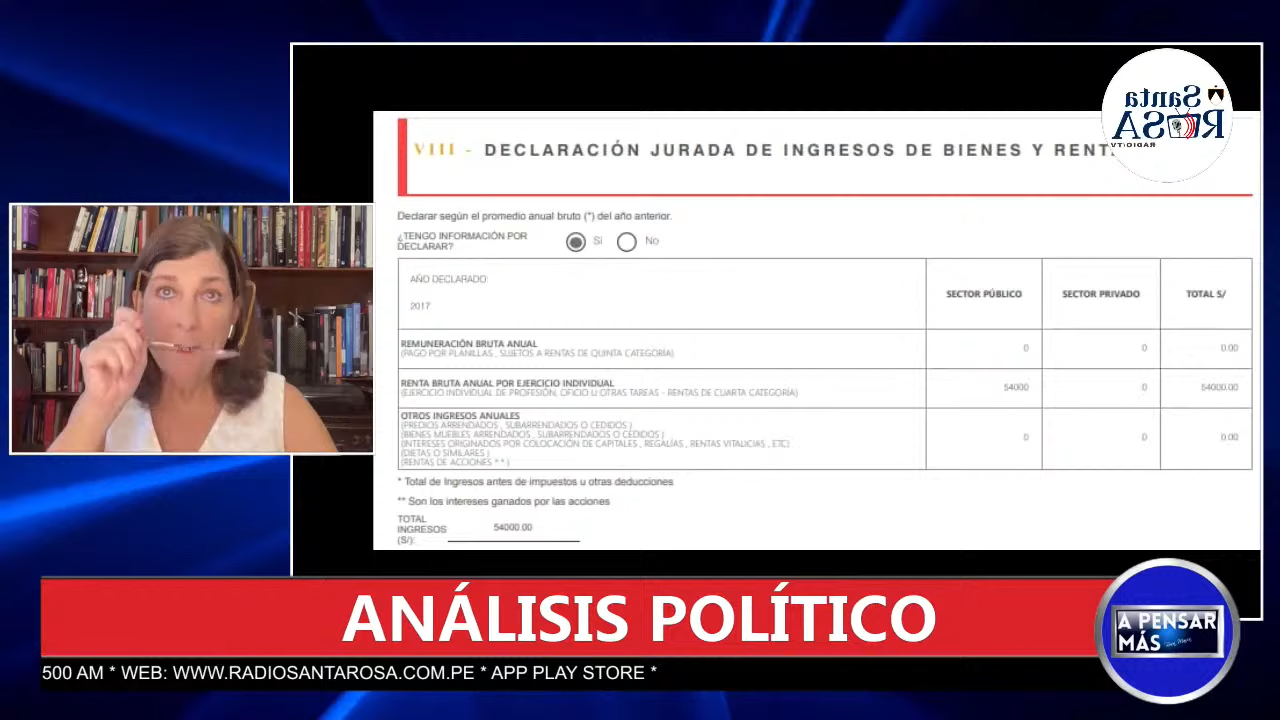 Santa
ROSA
RADIO TV
VIII - DECLARACIÓN JURADA DE INGRESOS DE BIENES Y RENT
Declarar según el promedio anual bruto (*) del año anterior.
¿TENGO INFORMACIÓN POR
DECLARAR?
Si
No
AÑO DECLARADO:
2017
SECTOR PÚBLICO
SECTOR PRIVADO
TOTAL S/
REMUNERACIÓN BRUTA ANUAL
(PAGO POR PLANILLAS , SUJETOS A RENTAS DE QUINTA CATEGORÍA)
0
0
0.00
RENTA BRUTA ANUAL POR EJERCICIO INDIVIDUAL
(EJERCICIO INDIVIDUAL DE PROFESIÓN, OFICIO U OTRAS TAREAS - RENTAS DE CUARTA CATEGORÍA)
54000
0
54000.00
OTROS INGRESOS ANUALES
(PREDIOS ARRENDADOS , SUBARRENDADOS O CEDIDOS )
(BIENES MUEBLES ARRENDADOS , SUBARRENDADOS O CEDIDOS )
(INTERESES ORIGINADOS POR COLOCACIÓN DE CAPITALES , REGALÍAS , RENTAS VITALICIAS , ETC)
(DIETAS O SIMILARES )
(RENTAS DE ACCIONES * * )
0
0
0.00
* Total de Ingresos antes de impuestos u otras deducciones
** Son los intereses ganados por las acciones
TOTAL
INGRESOS
(S/):
54000.00
ANÁLISIS POLÍTICO
A PENSAR
MÁS
500 AM * WEB: WWW.RADIOSANTAROSA.COM.PE * APP PLAY STORE *